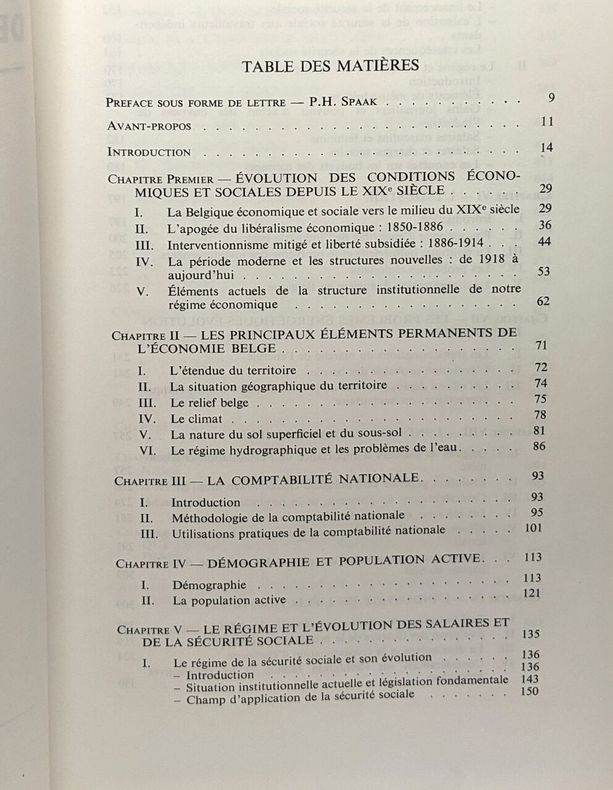 TABLE DES MATIÈRES
PREFACE SOUS FORME DE LETTRE — P.H. SPAAK . . . . . . . . . . . 9
AVANT-PROPOS . . . . . . . . . . . . . . . . . . . . . . . . . 11
INTRODUCTION . . . . . . . . . . . . . . . . . . . . . . . . . 14
CHAPITRE PREMIER — ÉVOLUTION DES CONDITIONS ÉCONO-
MIQUES ET SOCIALES DEPUIS LE XIXe SIÈCLE . . . . . . 29
I. La Belgique économique et sociale vers le milieu du XIXe siècle 29
II. L'apogée du libéralisme économique : 1850-1886 . . . . . . . 36
III. Interventionnisme mitigé et liberté subsidiée : 1886-1914 . . . 44
IV. La période moderne et les structures nouvelles : de 1918 à
aujourd'hui . . . . . . . . . . . . . . . . . . . . . 53
V. Éléments actuels de la structure institutionnelle de notre
régime économique . . . . . . . . . . . . . . . . . 62
CHAPITRE II — LES PRINCIPAUX ÉLÉMENTS PERMANENTS DE
L'ÉCONOMIE BELGE . . . . . . . . . . . . . . . . . . 71
I. L'étendue du territoire . . . . . . . . . . . . . . . . 72
II. La situation géographique du territoire . . . . . . . . . 74
III. Le relief belge . . . . . . . . . . . . . . . . . . . . 75
IV. Le climat . . . . . . . . . . . . . . . . . . . . . . 78
V. La nature du sol superficiel et du sous-sol . . . . . . . . 81
VI. Le régime hydrographique et les problèmes de l'eau. . . . . 86
CHAPITRE III — LA COMPTABILITÉ NATIONALE. . . . . . . . 93
I. Introduction . . . . . . . . . . . . . . . . . . . . 93
II. Méthodologie de la comptabilité nationale . . . . . . . . 95
III. Utilisations pratiques de la comptabilité nationale . . . . . 101
CHAPITRE IV — DÉMOGRAPHIE ET POPULATION ACTIVE. . . 113
I. Démographie . . . . . . . . . . . . . . . . . . . . 113
II. La population active . . . . . . . . . . . . . . . . . 121
CHAPITRE V — LE RÉGIME ET L'ÉVOLUTION DES SALAIRES ET
DE LA SÉCURITÉ SOCIALE . . . . . . . . . . . . . . . 135
I. Le régime de la sécurité sociale et son évolution . . . . . . 136
– Introduction . . . . . . . . . . . . . . . . . . . 136
– Situation institutionnelle actuelle et législation fondamentale 143
– Champ d'application de la sécurité sociale . . . . . . . 150